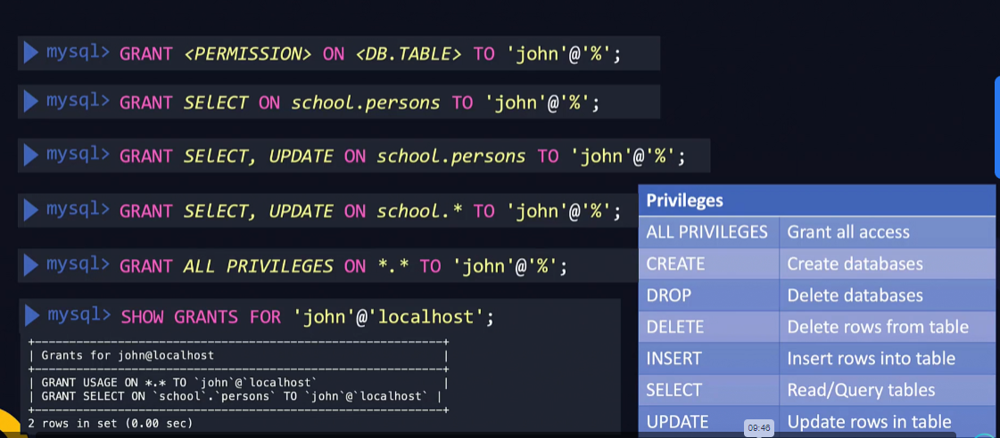 mysql> GRANT <PERMISSION> ON <DB.TABLE> TO 'john'@'%';
mysql> GRANT SELECT ON school.persons TO 'john'@'%';
mysql> GRANT SELECT, UPDATE ON school.persons TO 'john'@'%';
mysql> GRANT SELECT, UPDATE ON school.* TO 'john'@'%';
mysql> GRANT ALL PRIVILEGES ON *.* TO 'john'@'%';
mysql> SHOW GRANTS FOR 'john'@'localhost';
+----------------------------------------------------------+
| Grants for john@localhost |
+----------------------------------------------------------+
| GRANT USAGE ON *.* TO `john`@`localhost` |
| GRANT SELECT ON `school`.`persons` TO `john`@`localhost` |
+----------------------------------------------------------+
2 rows in set (0.00 sec)
Privileges
ALL PRIVILEGES Grant all access
CREATE Create databases
DROP Delete databases
DELETE Delete rows from table
INSERT Insert rows into table
SELECT Read/Query tables
UPDATE Update rows in table
09:46